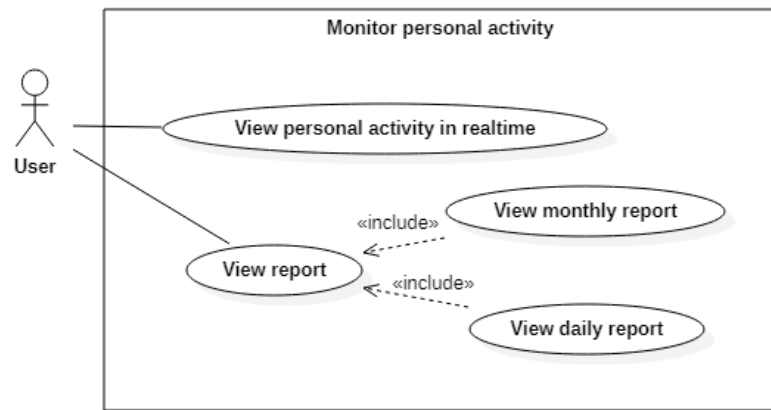 Monitor personal activity
View personal activity in realtime
User
View monthly report
«include»
View report
«include»
View daily report